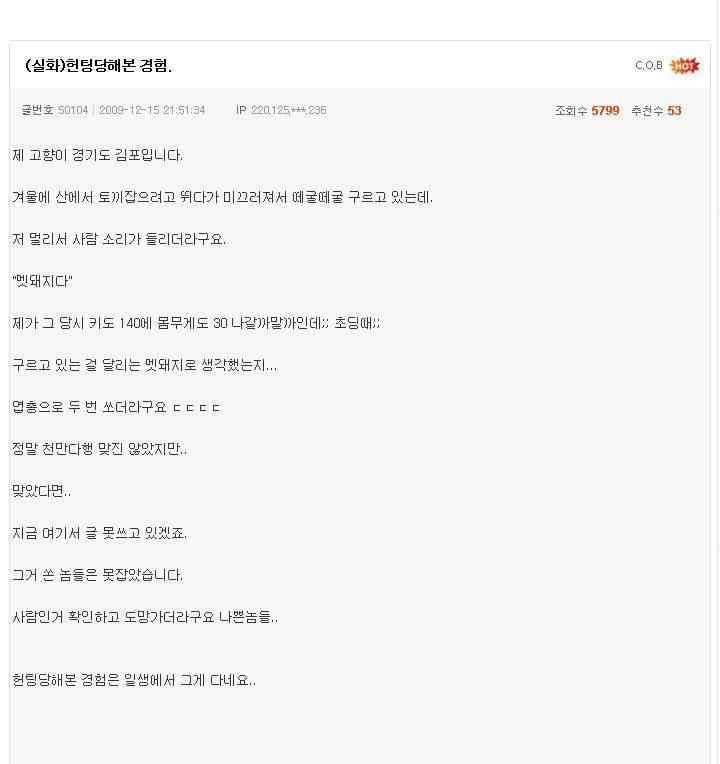 (실화)헌팅당해본 경험.
C.O.B HOT
글번호 50104 | 2009-12-15 21:51:34 IP 220,125,***,236 조회수 5799 추천수 53
제 고향이 경기도 김포입니다.
겨울에 산에서 토끼잡으려고 뛰다가 미끄러져서 떼굴떼굴 구르고 있는데.
저 멀리서 사람 소리가 들리더라구요.
"멧돼지다"
제가 그 당시 키도 140에 몸무게도 30 나갈까말까인데;; 초딩때;;
구르고 있는 걸 달리는 멧돼지로 생각했는지...
엽총으로 두 번 쏘더라구요 ㄷㄷㄷㄷ
정말 천만다행 맞진 않았지만..
맞았다면..
지금 여기서 글 못쓰고 있겠죠.
그거 쏜 놈들은 못잡았습니다.
사람인거 확인하고 도망가더라구요 나쁜놈들..
헌팅당해본 경험은 일생에서 그게 다네요..